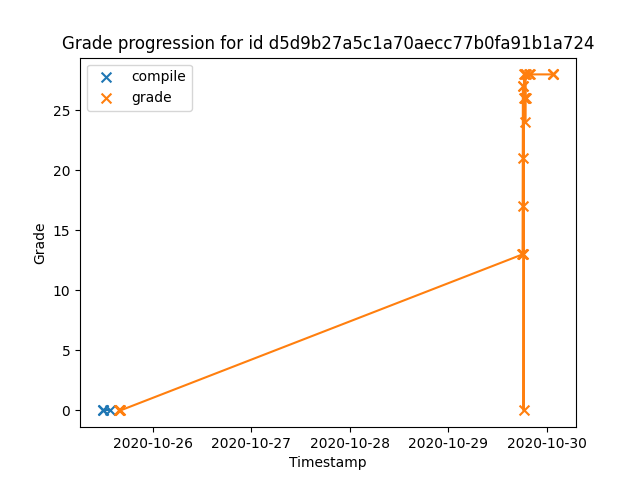 Grade progression for id d5d9b27a5c1a70aecc77b0fa91b1a724
compile
grade
25
20
15
10
5
0
Grade
2020-10-26
2020-10-27
2020-10-28
2020-10-29
2020-10-30
Timestamp